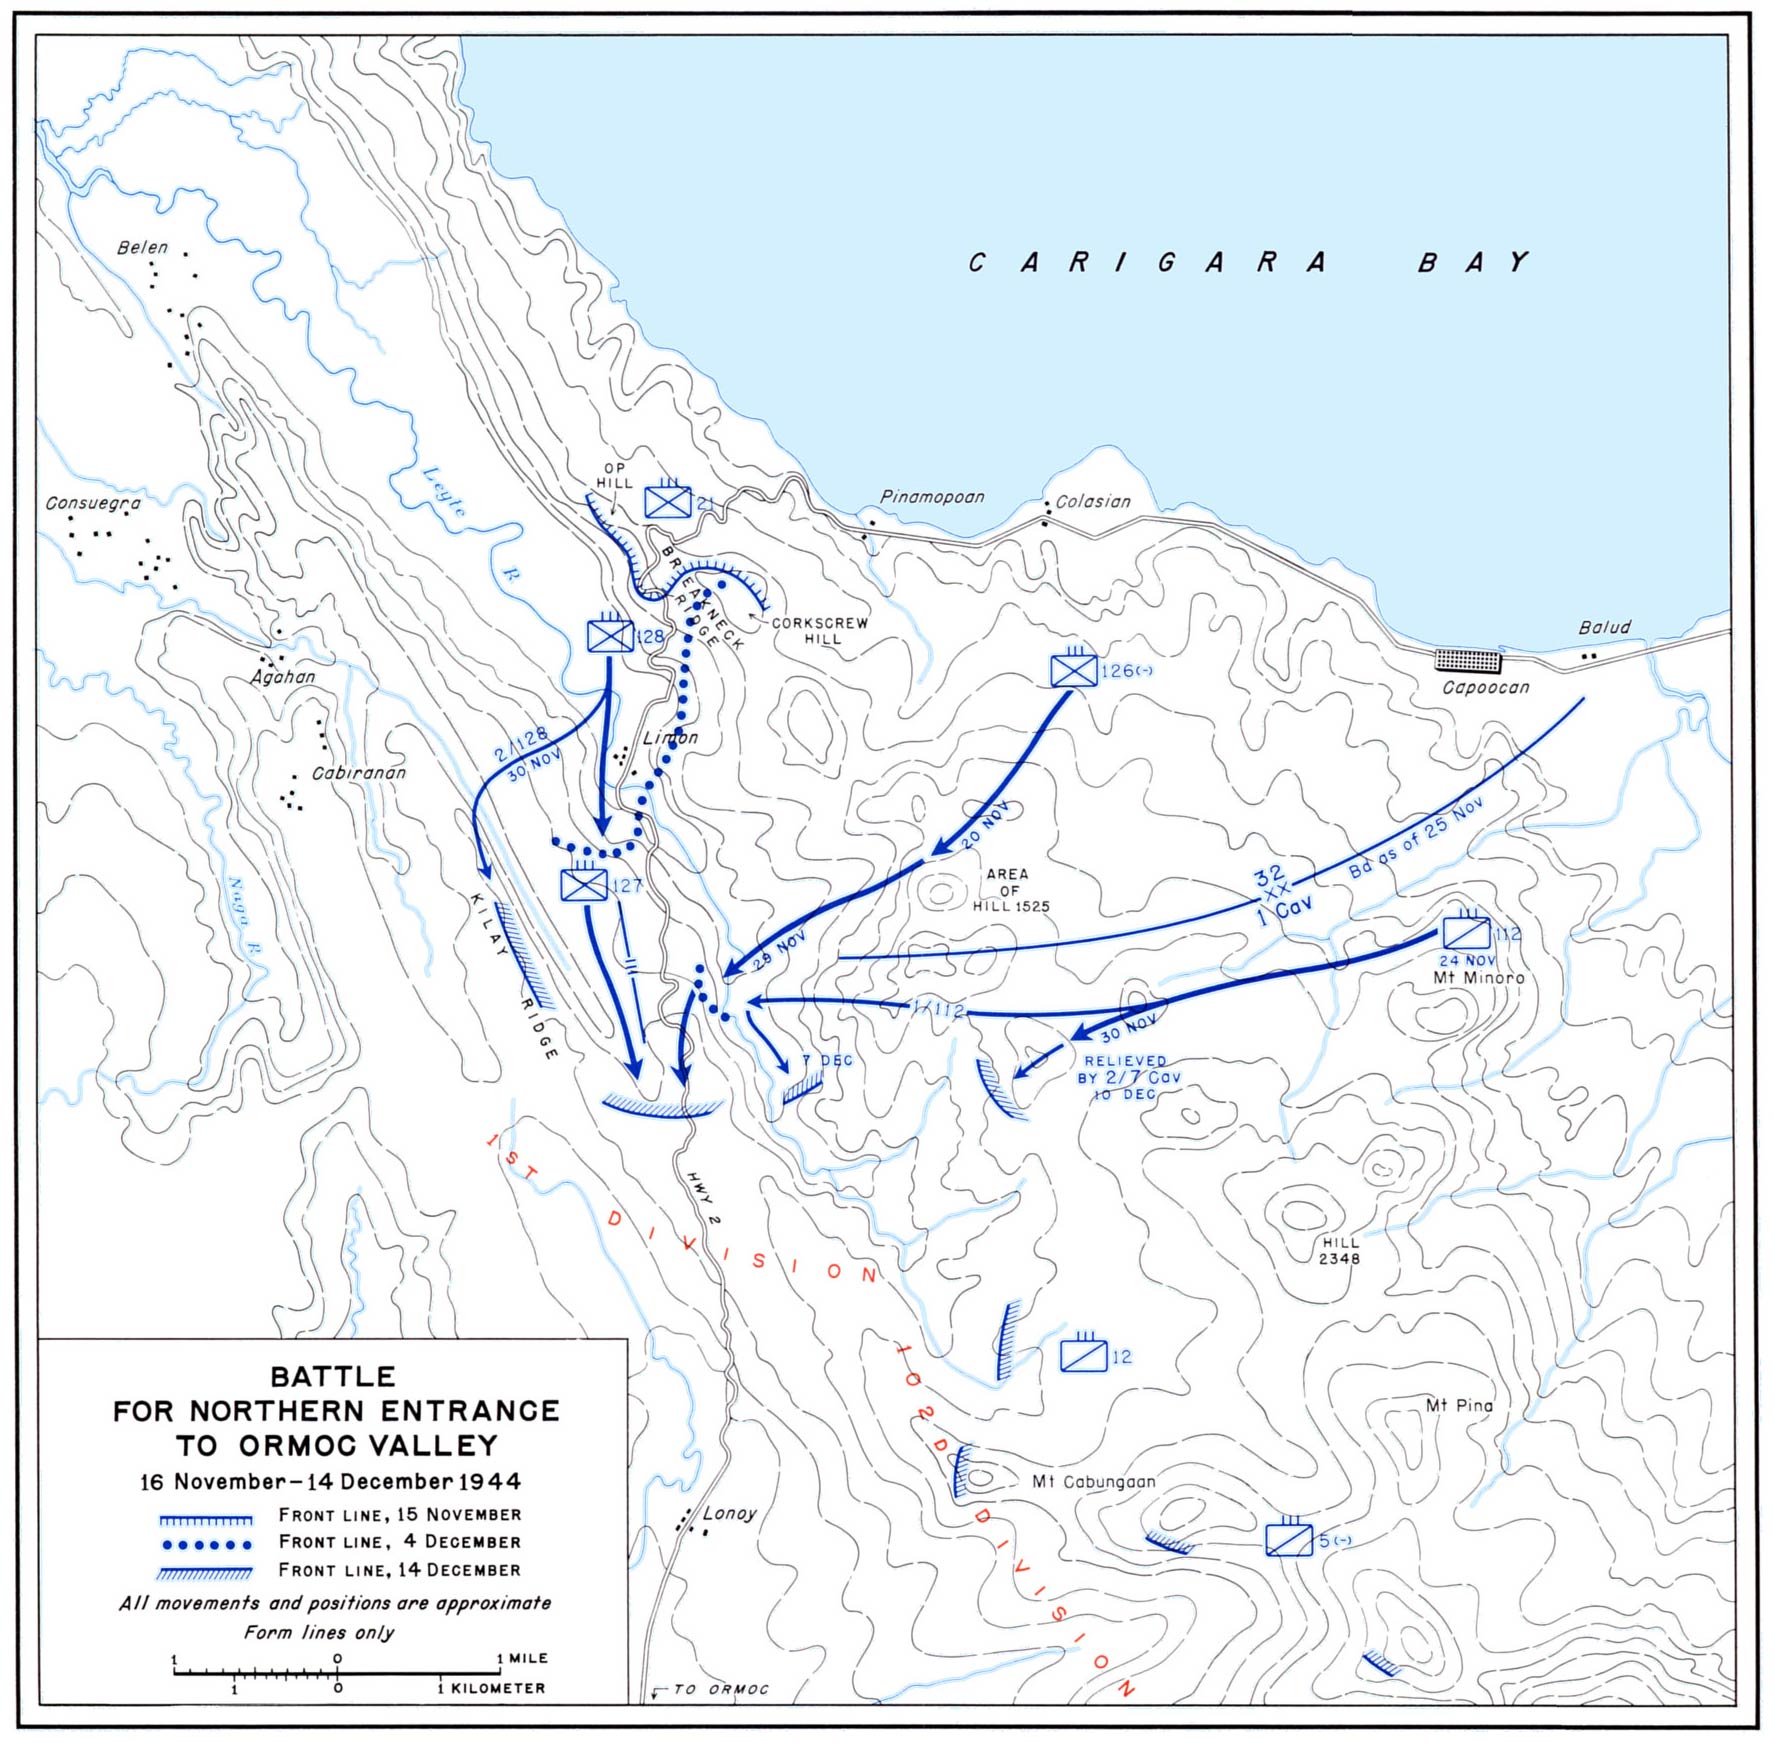 CARIGARA BAY
Belen
Leyte R
Consuegra
OP
HILL
21
Pinamopoan
Colasian
BREAKNECK
RIDGE
CORKSCREW
HILL
128
Balud
Capoocan
126(-)
Agahan
Limon
2/128
30 NOV
Cabiranan
20 NOV
AREA
OF
HILL 1525
Bd as of 25 Nov
32
XX
1 Cav
127
Naga R
KILAY RIDGE
29 NOV
112
24 NOV
Mt Minoro
1/112
30 NOV
7 DEC
RELIEVED
BY 2/7 Cav
10 DEC
1ST DIVISION
HWY 2
HILL
2348
12
102D DIVISION
Mt Pina
Mt Cabungaan
Lonoy
5(-)
TO ORMOC
BATTLE
FOR NORTHERN ENTRANCE
TO ORMOC VALLEY
16 November–14 December 1944
FRONT LINE, 15 NOVEMBER
FRONT LINE, 4 DECEMBER
FRONT LINE, 14 DECEMBER
All movements and positions are approximate
Form lines only
1 0 1 MILE
1 0 1 KILOMETER